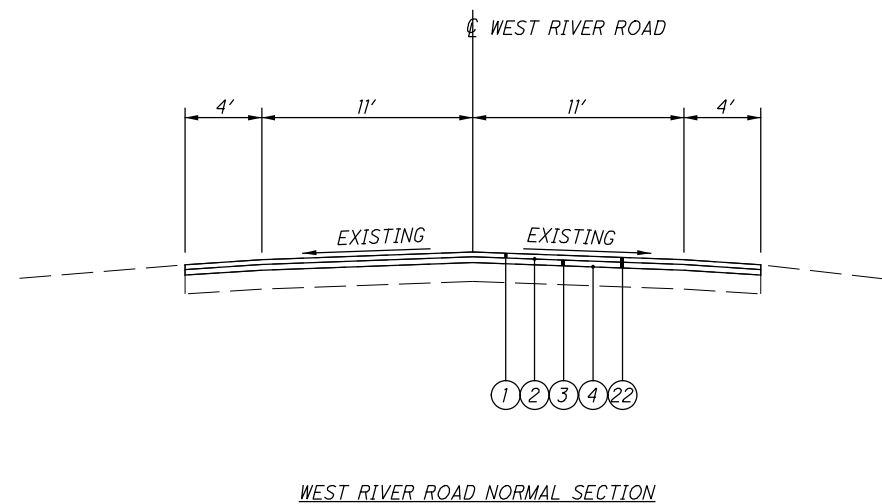 ℄ WEST RIVER ROAD
4' 11' 11' 4'
EXISTING EXISTING
1 2 3 4 22
WEST RIVER ROAD NORMAL SECTION